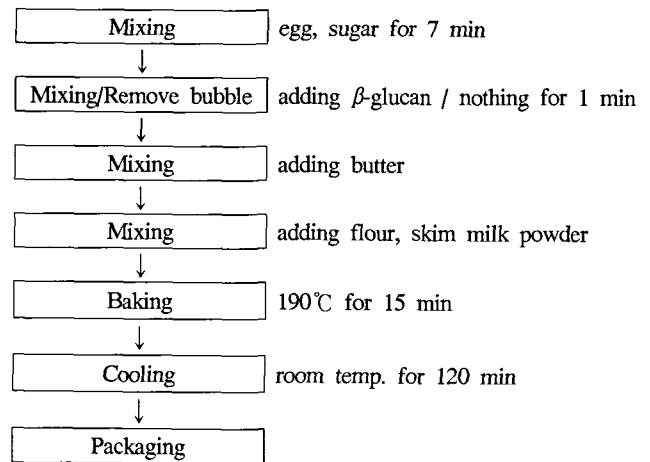 Mixing egg, sugar for 7 min
↓
Mixing/Remove bubble adding β-glucan / nothing for 1 min
↓
Mixing adding butter
↓
Mixing adding flour, skim milk powder
↓
Baking 190℃ for 15 min
↓
Cooling room temp. for 120 min
↓
Packaging